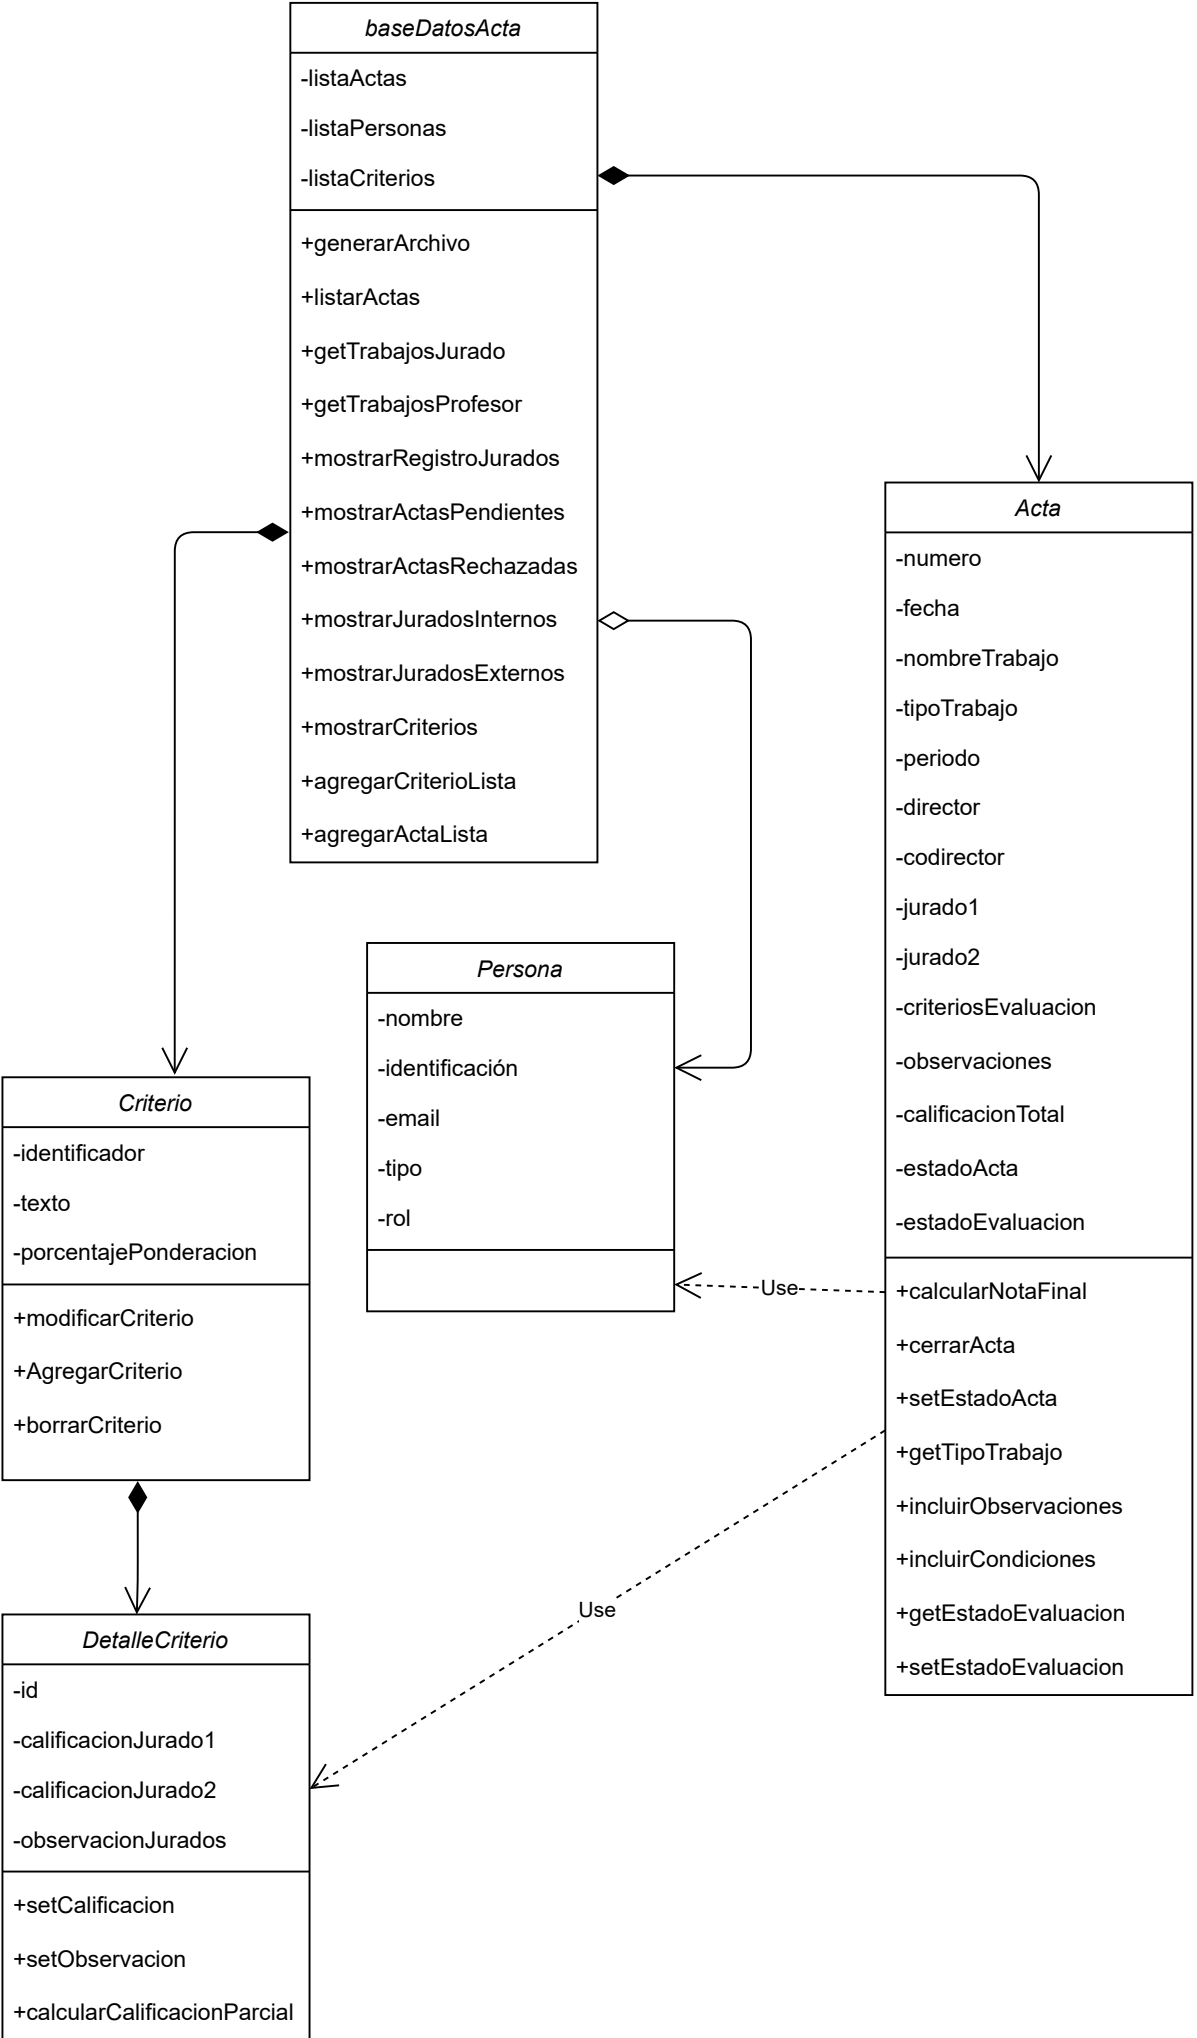 baseDatosActa
-listaActas
-listaPersonas
-listaCriterios
+generarArchivo
+listarActas
+getTrabajosJurado
+getTrabajosProfesor
+mostrarRegistroJurados
+mostrarActasPendientes
+mostrarActasRechazadas
+mostrarJuradosInternos
+mostrarJuradosExternos
+mostrarCriterios
+agregarCriterioLista
+agregarActaLista
Acta
-numero
-fecha
-nombreTrabajo
-tipoTrabajo
-periodo
-director
-codirector
-jurado1
-jurado2
-criteriosEvaluacion
-observaciones
-calificacionTotal
-estadoActa
-estadoEvaluacion
+calcularNotaFinal
+cerrarActa
+setEstadoActa
+getTipoTrabajo
+incluirObservaciones
+incluirCondiciones
+getEstadoEvaluacion
+setEstadoEvaluacion
Persona
-nombre
-identificación
-email
-tipo
-rol
Use
Criterio
-identificador
-texto
-porcentajePonderacion
+modificarCriterio
+AgregarCriterio
+borrarCriterio
Use
DetalleCriterio
-id
-calificacionJurado1
-calificacionJurado2
-observacionJurados
+setCalificacion
+setObservacion
+calcularCalificacionParcial